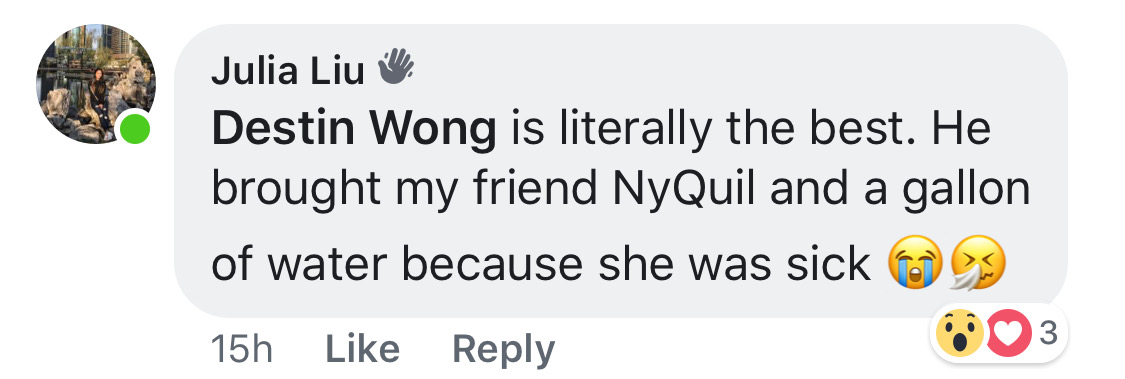 Julia Liu
Destin Wong is literally the best. He
brought my friend NyQuil and a gallon
of water because she was sick 😭🤧
15h Like Reply
3